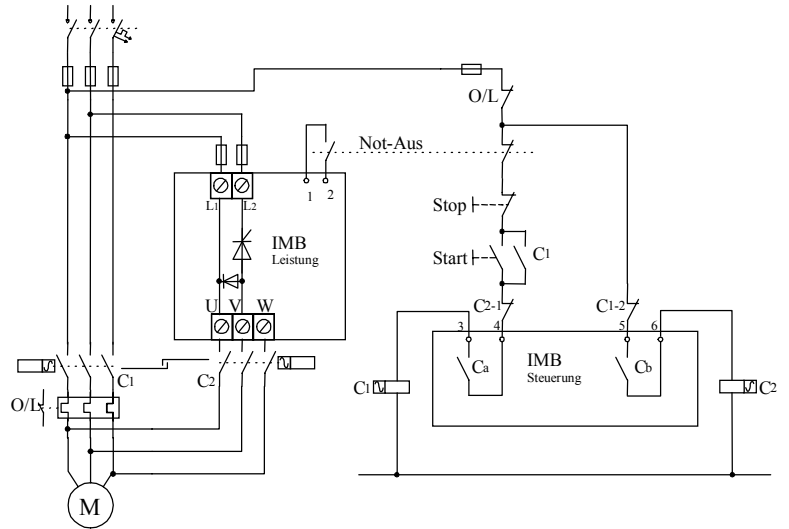 O/L
Not-Aus
1 2
L1 L2
Stop
IMB
Leistung
Start
C1
U V W
C2-1
C1-2
3 4 5 6
Ca
IMB
Steuerung
Cb
C1
C2
C1
C2
O/L
M